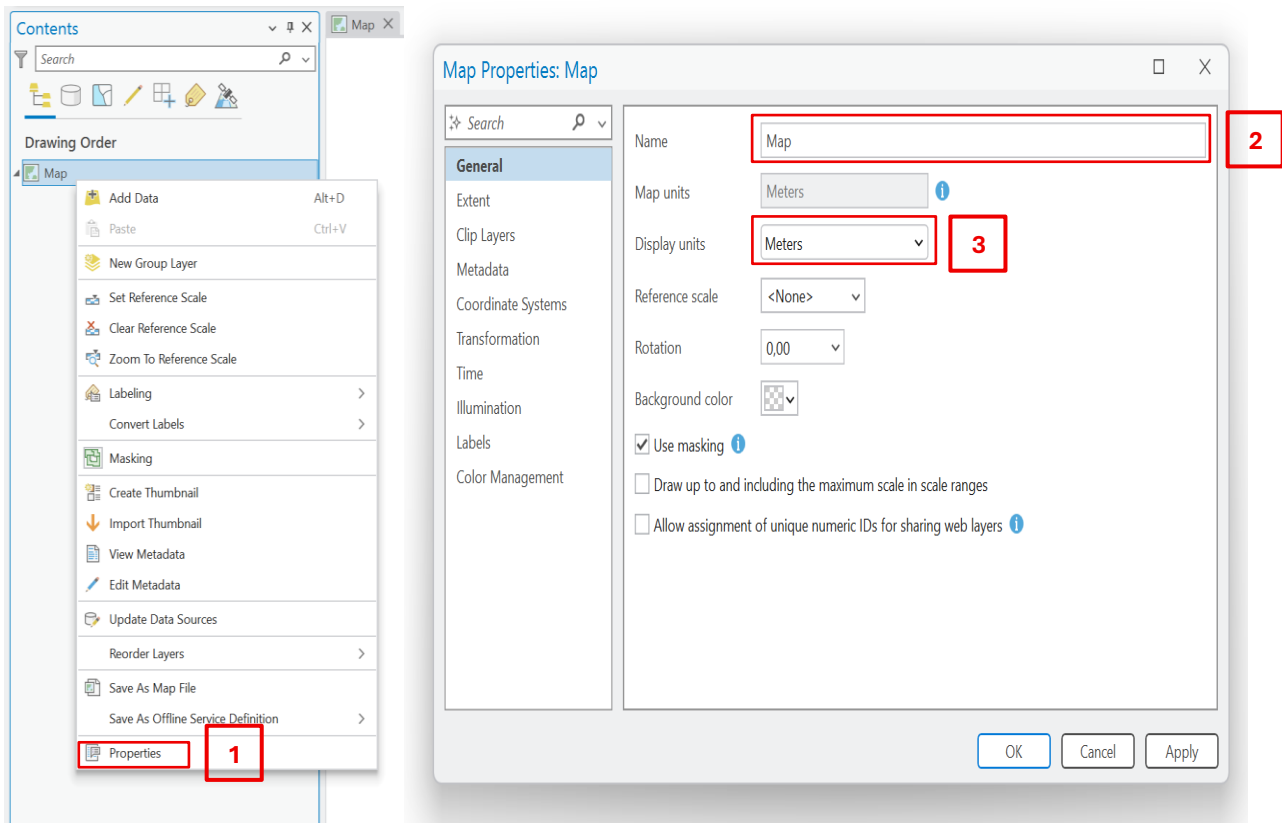 Contents
Map
Search
Drawing Order
Map
Add Data Alt+D
Paste Ctrl+V
New Group Layer
Set Reference Scale
Clear Reference Scale
Zoom To Reference Scale
Labeling
Convert Labels
Masking
Create Thumbnail
Import Thumbnail
View Metadata
Edit Metadata
Update Data Sources
Reorder Layers
Save As Map File
Save As Offline Service Definition
Properties
1
Map Properties: Map
Search
General
Extent
Clip Layers
Metadata
Coordinate Systems
Transformation
Time
Illumination
Labels
Color Management
Name Map
2
Map units Meters
Display units Meters
3
Reference scale <None>
Rotation 0,00
Background color
Use masking
Draw up to and including the maximum scale in scale ranges
Allow assignment of unique numeric IDs for sharing web layers
OK Cancel Apply